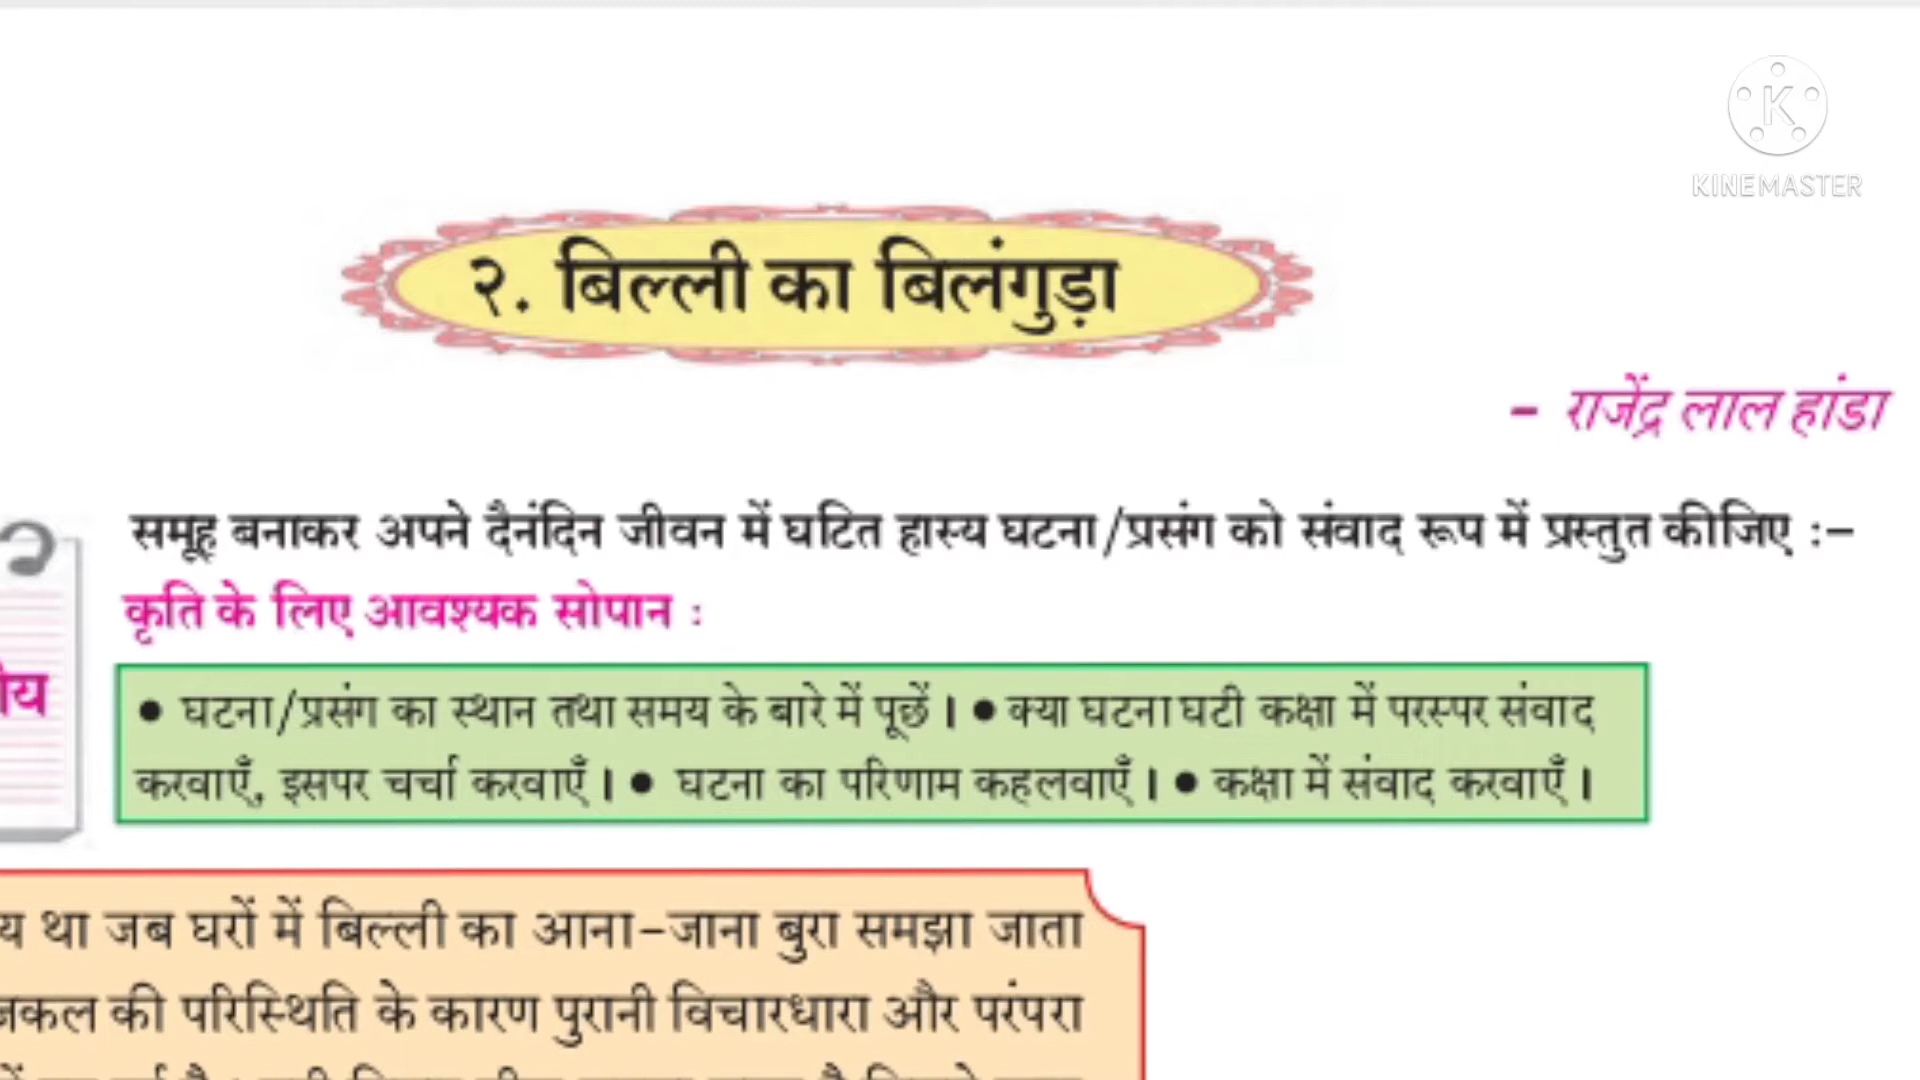 K
KINEMASTER
२. बिल्ली का बिलंगुड़ा
– राजेंद्र लाल हांडा
समूह बनाकर अपने दैनंदिन जीवन में घटित हास्य घटना/प्रसंग को संवाद रूप में प्रस्तुत कीजिए :–
कृति के लिए आवश्यक सोपान :
● घटना/प्रसंग का स्थान तथा समय के बारे में पूछें । ● क्या घटना घटी कक्षा में परस्पर संवाद
करवाएँ, इसपर चर्चा करवाएँ । ● घटना का परिणाम कहलवाएँ । ● कक्षा में संवाद करवाएँ ।
था जब घरों में बिल्ली का आना-जाना बुरा समझा जाता
की परिस्थिति के कारण पुरानी विचारधारा और परंपरा